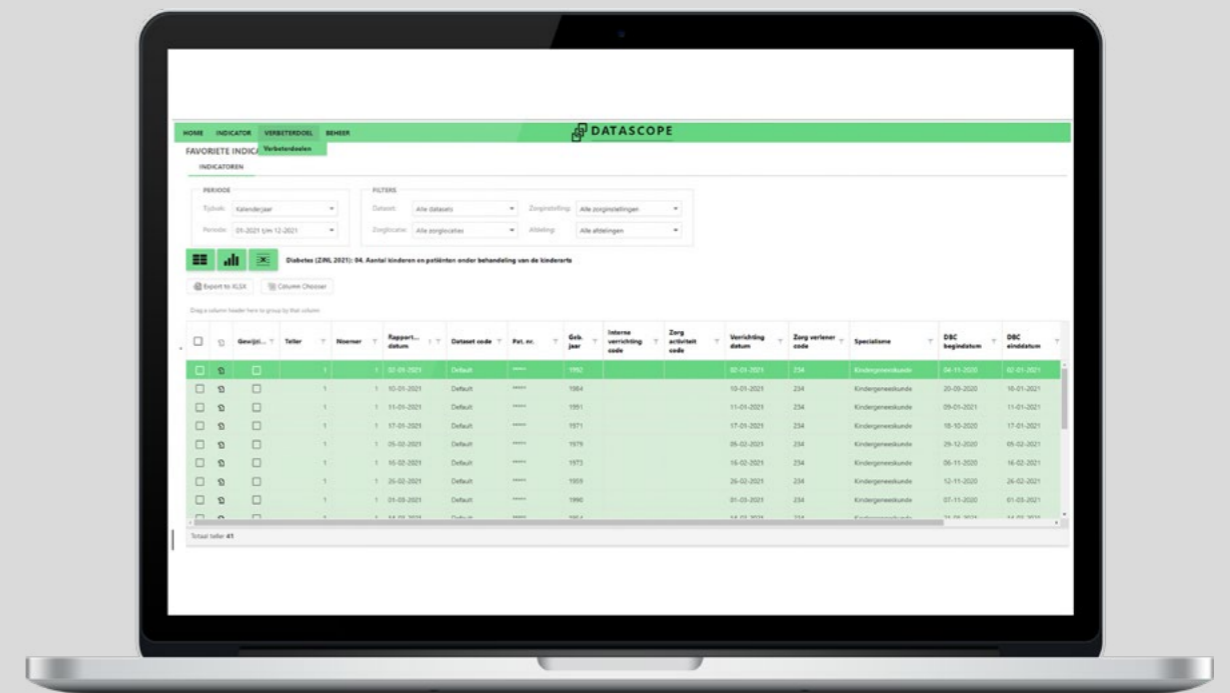 HOME INDICATOR VERBETERDOEL BEHEER DATASCOPE
FAVORIETE INDICA Verbeterdoelen
INDICATOREN
PERIODE FILTERS
Tijdvak: Kalenderjaar Dataset: Alle datasets Zorginstelling: Alle zorginstellingen
Periode: 01-2021 t/m 12-2021 Zorglocatie: Alle zorglocaties Afdeling: Alle afdelingen
Diabetes (ZINL 2021): 04. Aantal kinderen en patiënten onder behandeling van de kinderarts
Export to XLSX Column Chooser
Drag a column header here to group by that column
Gewijzi... Teller Noemer Rapport... datum Dataset code Pat. nr. Geb. jaar Interne verrichting code Zorg activiteit code Verrichting datum Zorg verlener code Specialisme DBC begindatum DBC einddatum
1 1 02-01-2021 Default ***** 1992 02-01-2021 234 Kindergeneeskunde 04-11-2020 02-01-2021
1 1 10-01-2021 Default ***** 1984 10-01-2021 234 Kindergeneeskunde 20-09-2020 10-01-2021
1 1 11-01-2021 Default ***** 1991 11-01-2021 234 Kindergeneeskunde 09-01-2021 11-01-2021
1 1 17-01-2021 Default ***** 1971 17-01-2021 234 Kindergeneeskunde 18-10-2020 17-01-2021
1 1 05-02-2021 Default ***** 1979 05-02-2021 234 Kindergeneeskunde 29-12-2020 05-02-2021
1 1 16-02-2021 Default ***** 1973 16-02-2021 234 Kindergeneeskunde 06-11-2020 16-02-2021
1 1 26-02-2021 Default ***** 26-02-2021 234 Kindergeneeskunde 12-11-2020 26-02-2021
1 1 01-03-2021 Default ***** 1990 01-03-2021 234 Kindergeneeskunde 07-11-2020 01-03-2021
Totaal teller 41